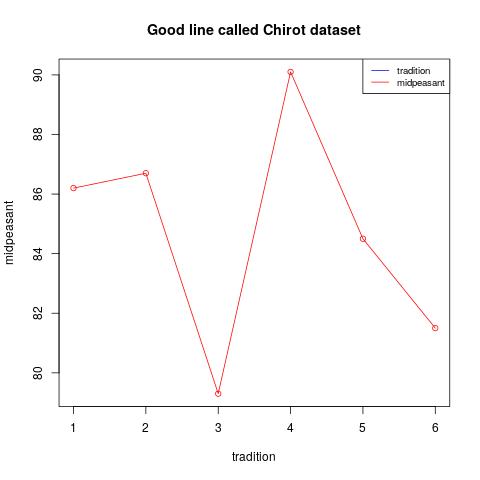 Good line called Chirot dataset
tradition
midpeasant
90
88
86
84
82
80
midpeasant
1 2 3 4 5 6
tradition